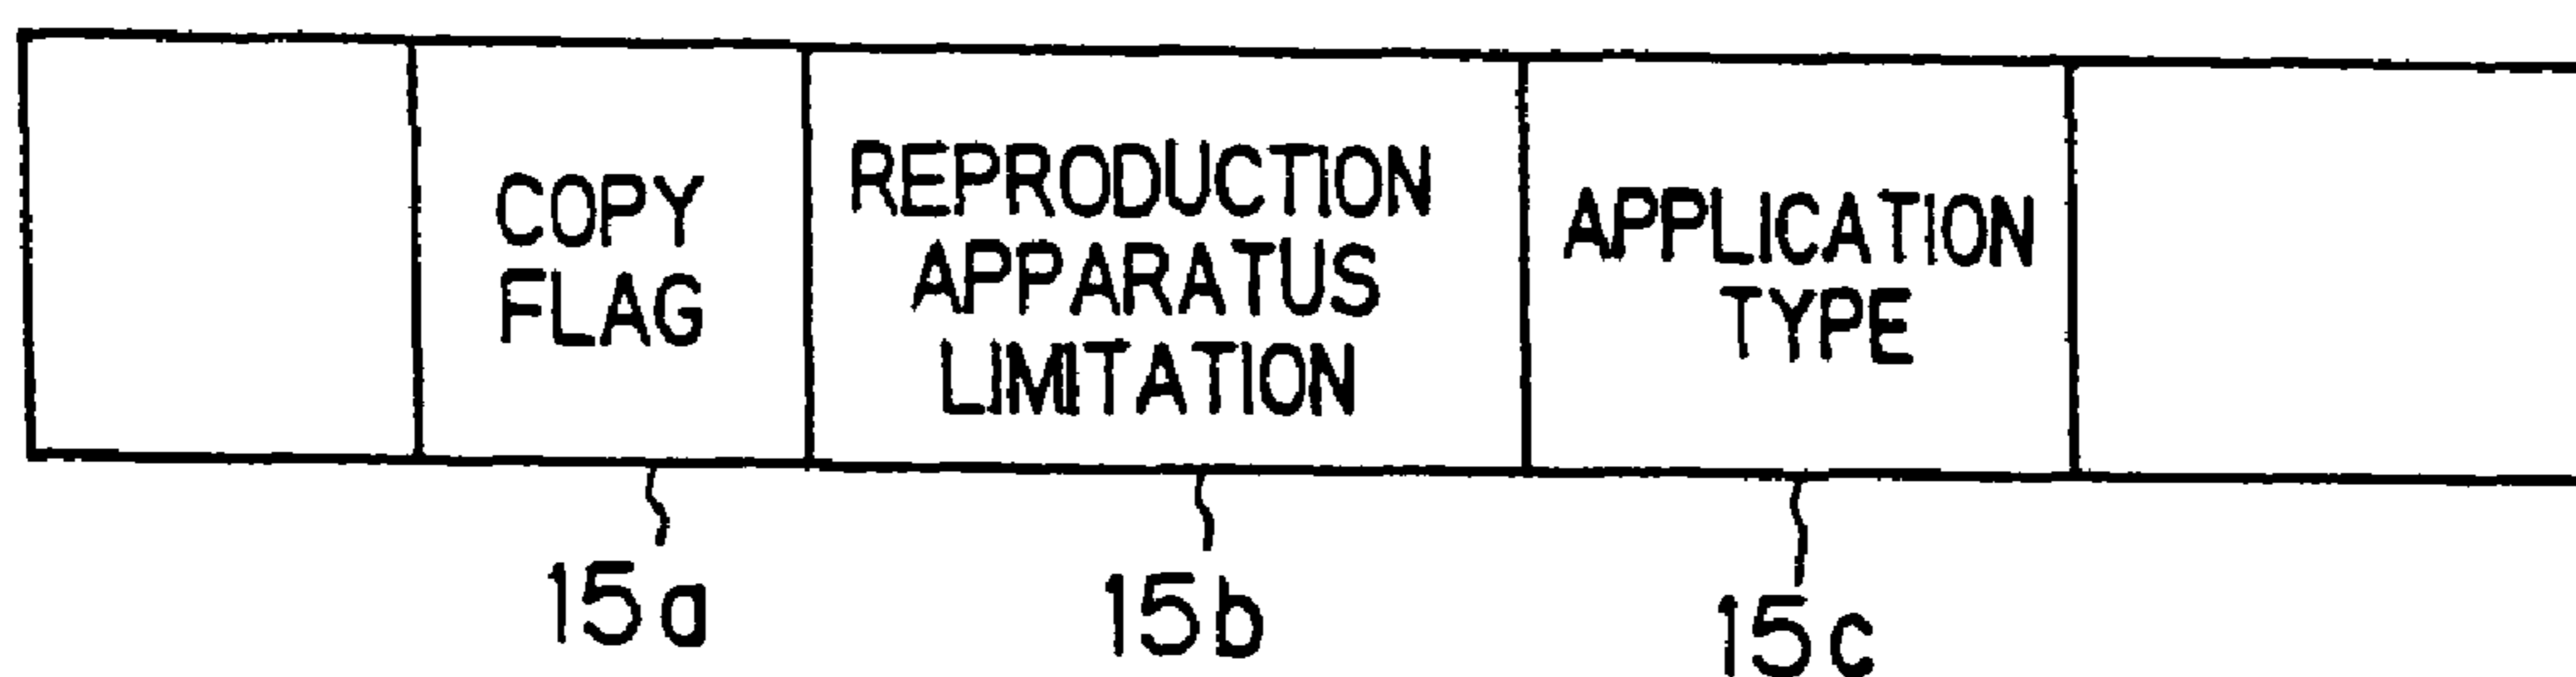 COPY
FLAG
REPRODUCTION
APPARATUS
LIMITATION
APPLICATION
TYPE
15a
15b
15c